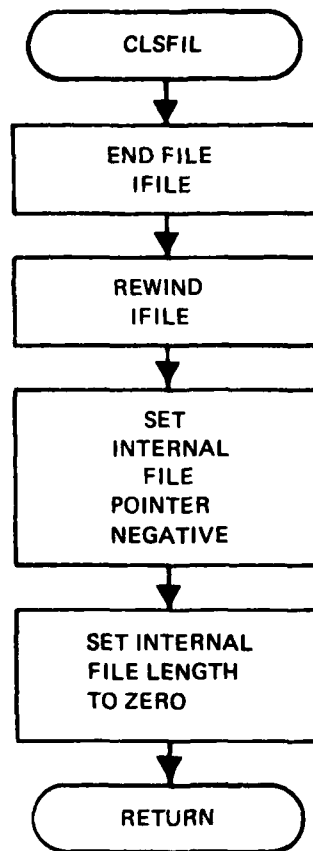 CLSFIL
END FILE
IFILE
REWIND
IFILE
SET
INTERNAL
FILE
POINTER
NEGATIVE
SET INTERNAL
FILE LENGTH
TO ZERO
RETURN